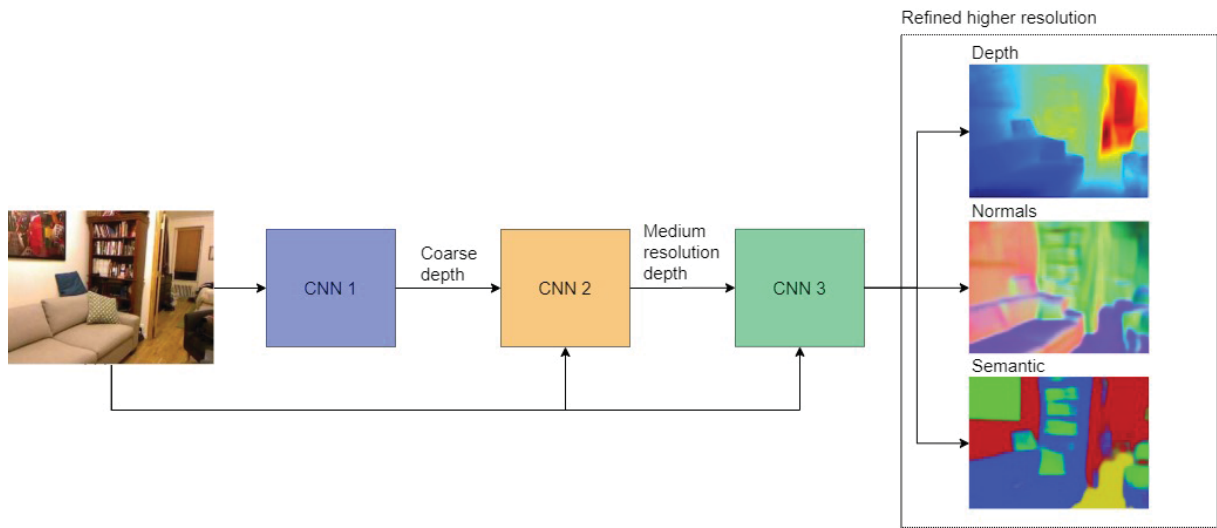 Refined higher resolution
Depth
Normals
Semantic
CNN 1
Coarse
depth
CNN 2
Medium
resolution
depth
CNN 3